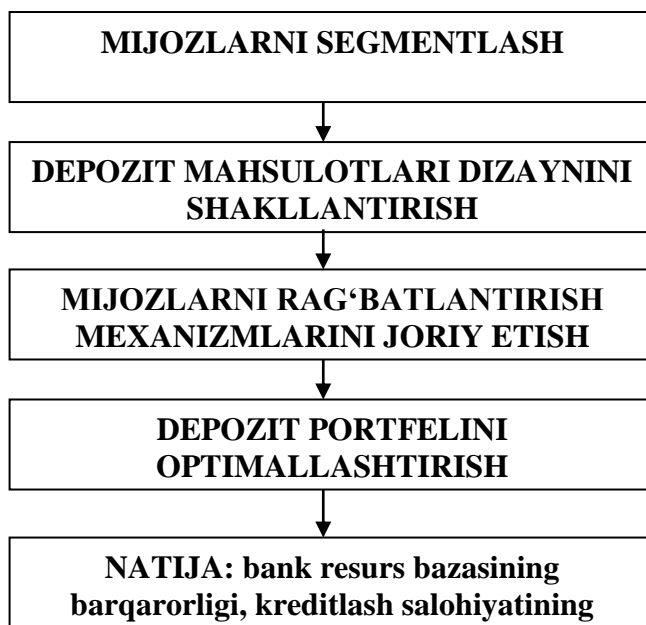 MIJOZLARNI SEGMENTLASH
DEPOZIT MAHSULOTLARI DIZAYNINI
SHAKLLANTIRISH
MIJOZLARNI RAG‘BATLANTIRISH
MEXANIZMLARINI JORIY ETISH
DEPOZIT PORTFELINI
OPTIMALLASHTIRISH
NATIJA: bank resurs bazasining
barqarorligi, kreditlash salohiyatining